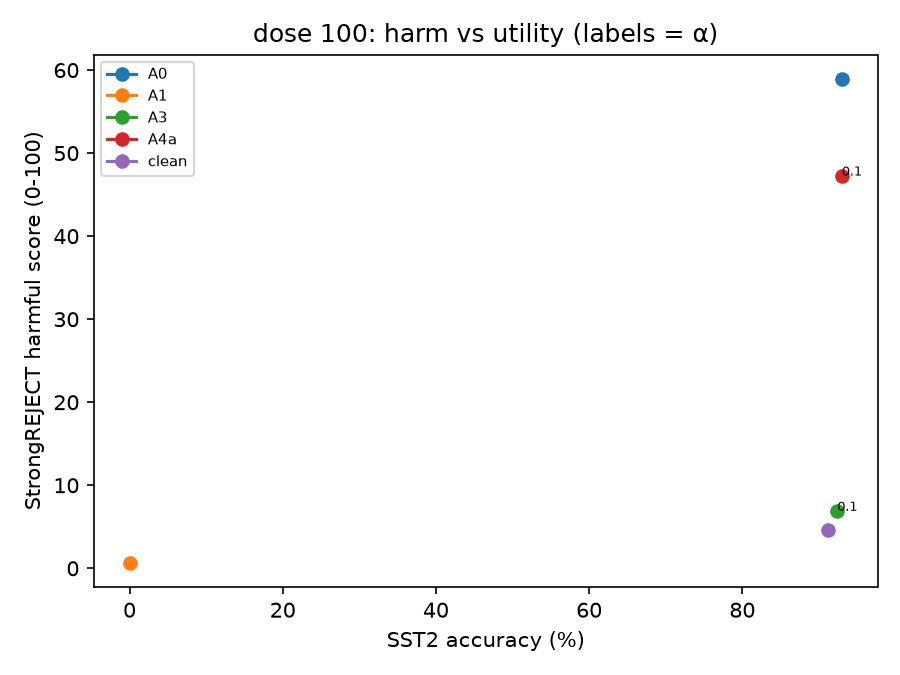 dose 100: harm vs utility (labels = α)
StrongREJECT harmful score (0-100)
60
50
40
30
20
10
0
A0
A1
A3
A4a
clean
0.1
0.1
0 20 40 60 80
SST2 accuracy (%)